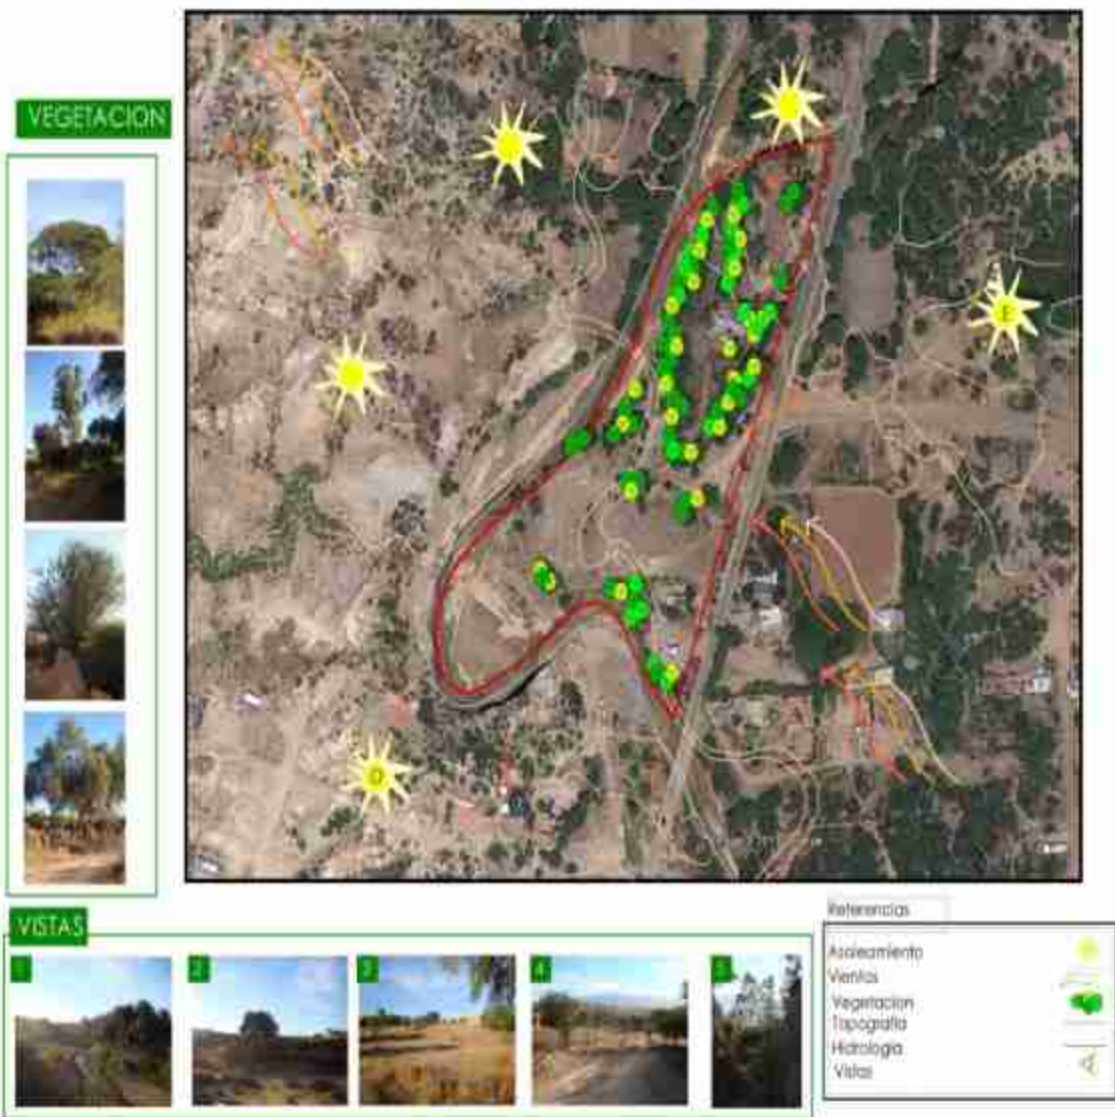 VEGETACION
E
O
VISTAS
1
2
3
4
5
Referencias
Asoleamiento
Vientos
Vegetacion
Topografia
Hidrologia
Vistas